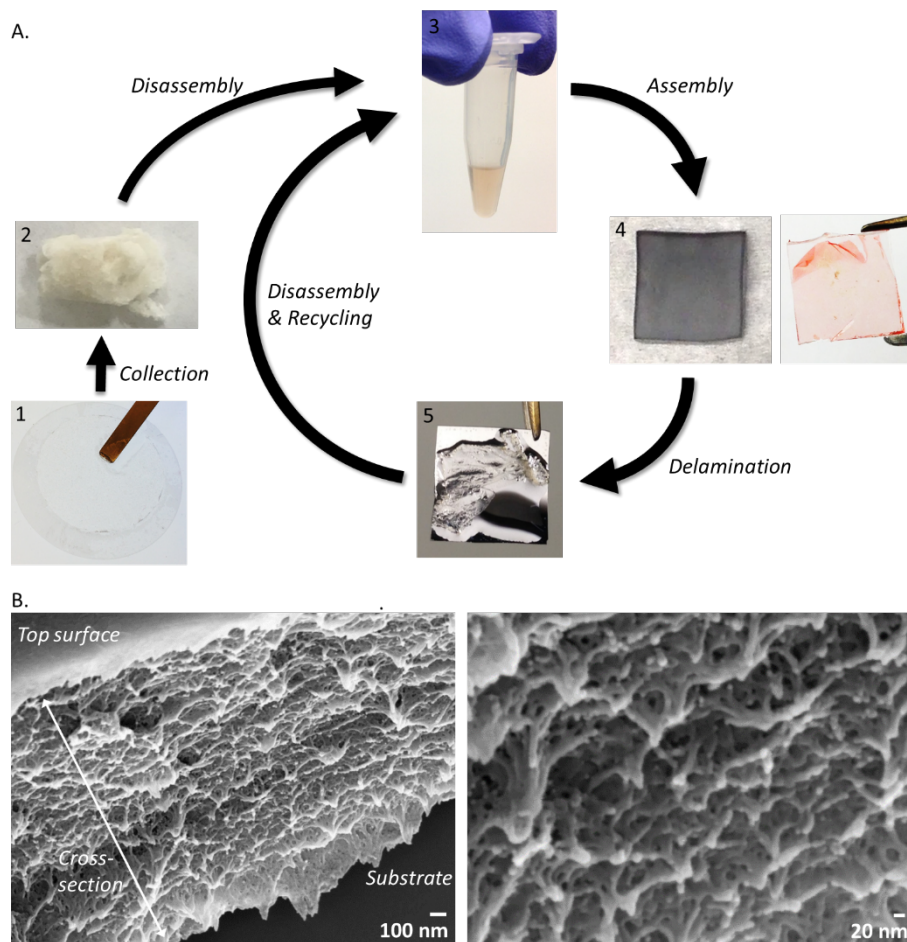 A.
3
Disassembly
Assembly
2
4
Disassembly
& Recycling
Collection
1
5
Delamination
B.
.
Top surface
Cross-
section
Substrate
100 nm
20 nm